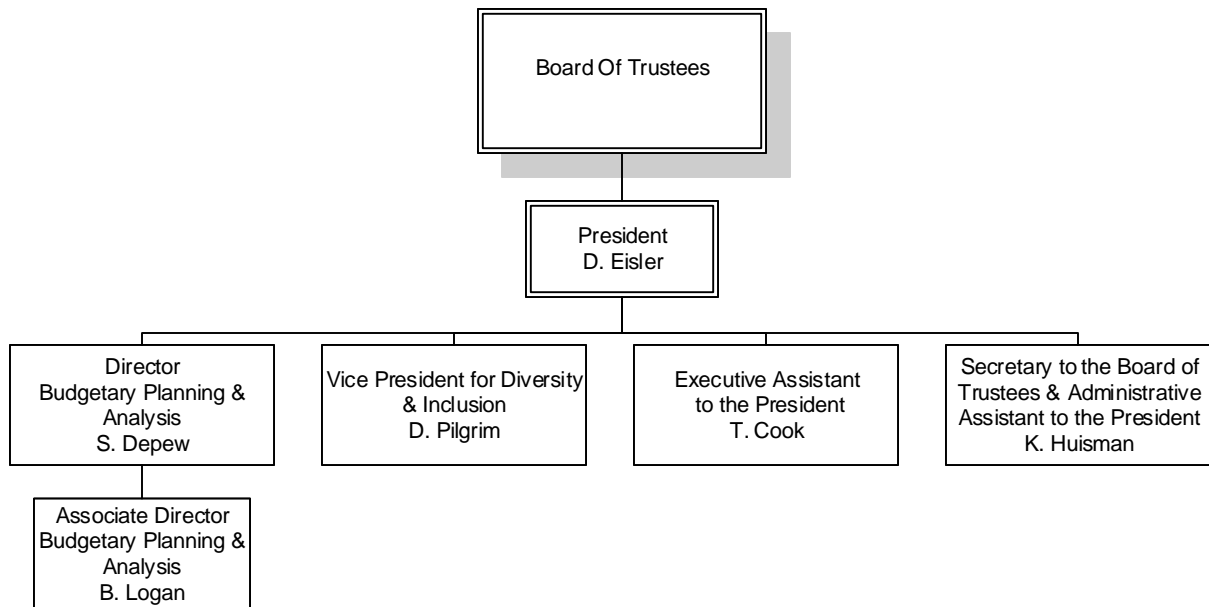 Board Of Trustees
President
D. Eisler
Director
Budgetary Planning &
Analysis
S. Depew
Vice President for Diversity
& Inclusion
D. Pilgrim
Executive Assistant
to the President
T. Cook
Secretary to the Board of
Trustees & Administrative
Assistant to the President
K. Huisman
Associate Director
Budgetary Planning &
Analysis
B. Logan